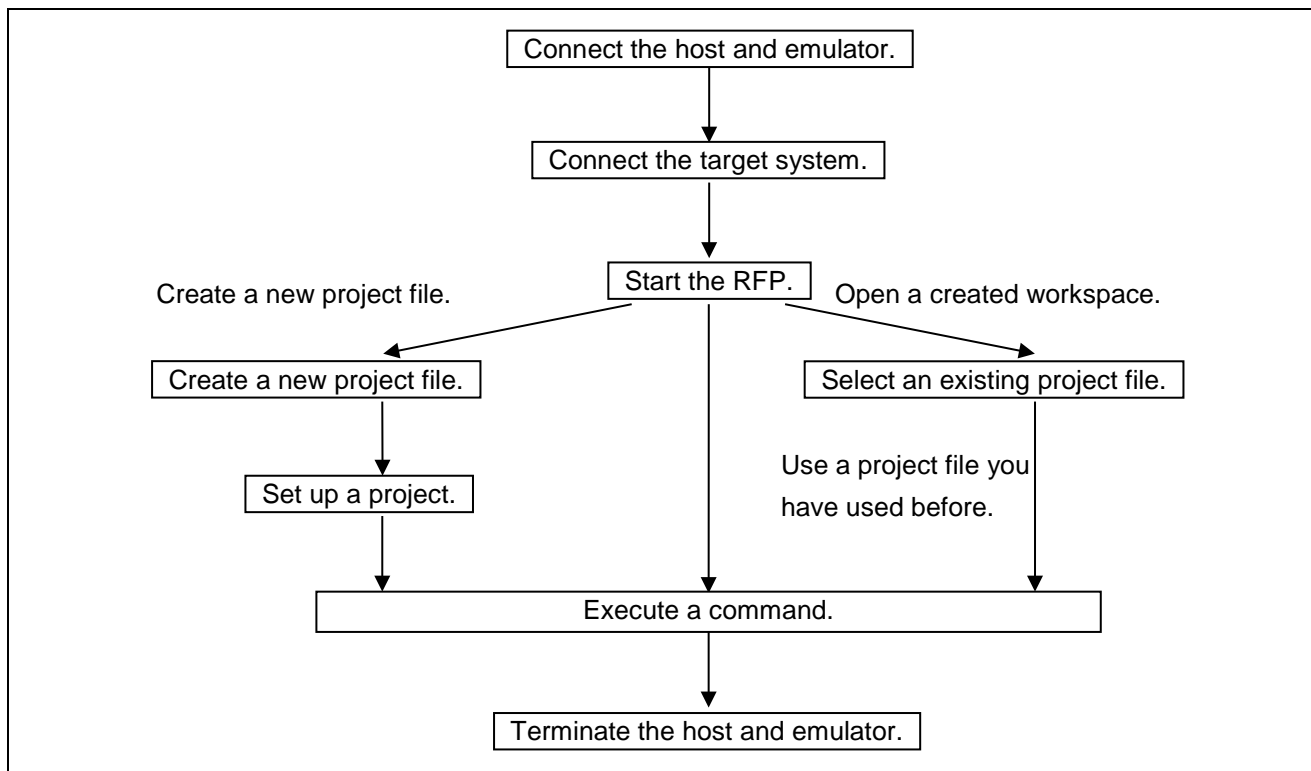 Connect the host and emulator.
Connect the target system.
Start the RFP.
Create a new project file.
Open a created workspace.
Create a new project file.
Select an existing project file.
Use a project file you
have used before.
Set up a project.
Execute a command.
Terminate the host and emulator.